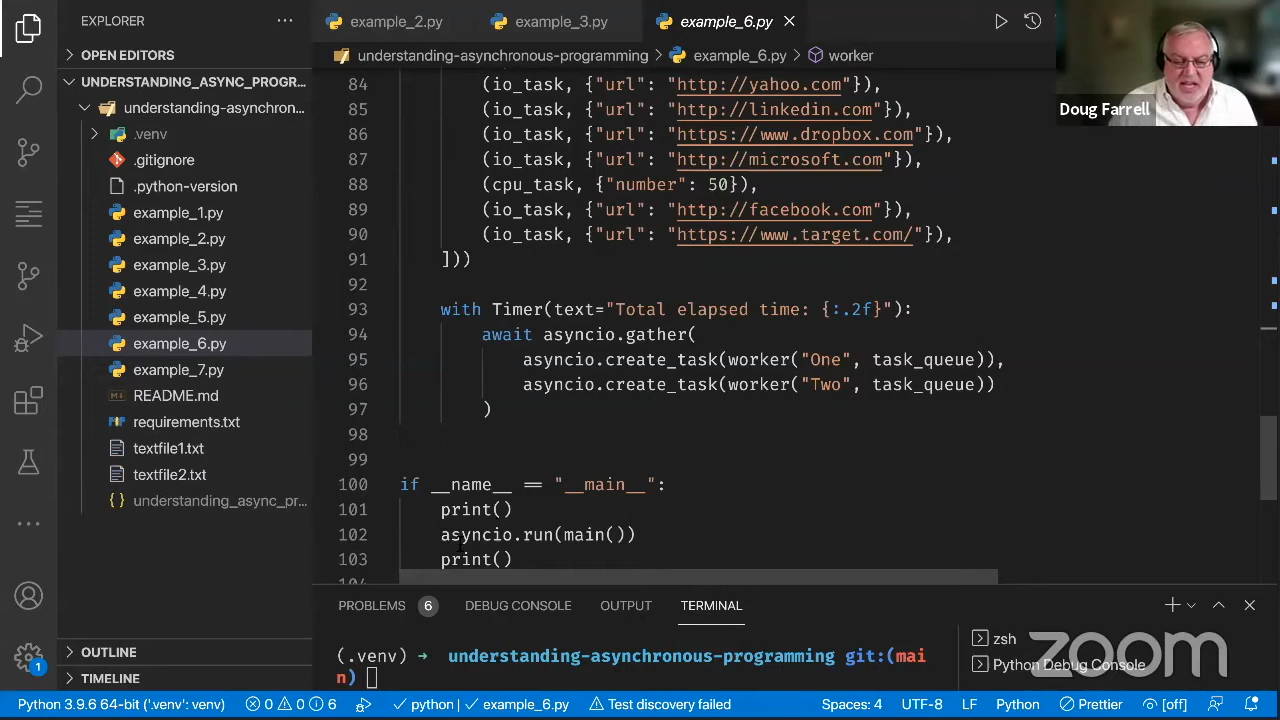 EXPLORER
OPEN EDITORS
UNDERSTANDING_ASYNC_PROGR...
understanding-asynchron...
.venv
.gitignore
.python-version
example_1.py
example_2.py
example_3.py
example_4.py
example_5.py
example_6.py
example_7.py
README.md
requirements.txt
textfile1.txt
textfile2.txt
understanding_async_pr...
OUTLINE
TIMELINE
1
example_2.py example_3.py example_6.py
understanding-asynchronous-programming > example_6.py > worker
84 (io_task, {"url": "http://yahoo.com"}),
85 (io_task, {"url": "http://linkedin.com"}),
86 (io_task, {"url": "https://www.dropbox.com"}),
87 (io_task, {"url": "http://microsoft.com"}),
88 (cpu_task, {"number": 50}),
89 (io_task, {"url": "http://facebook.com"}),
90 (io_task, {"url": "https://www.target.com/"}),
91 ]))
92
93 with Timer(text="Total elapsed time: {:.2f}"):
94 await asyncio.gather(
95 asyncio.create_task(worker("One", task_queue)),
96 asyncio.create_task(worker("Two", task_queue))
97 )
98
99
100 if __name__ == "__main__":
101 print()
102 asyncio.run(main())
103 print()
104
Doug Farrell
PROBLEMS 6 DEBUG CONSOLE OUTPUT TERMINAL
(.venv) → understanding-asynchronous-programming git:(mai
n)
zsh
Python Debug Console
zoom
Python 3.9.6 64-bit ('.venv': venv) 0 0 6 python | example_6.py Test discovery failed Spaces: 4 UTF-8 LF Python Prettier [off]